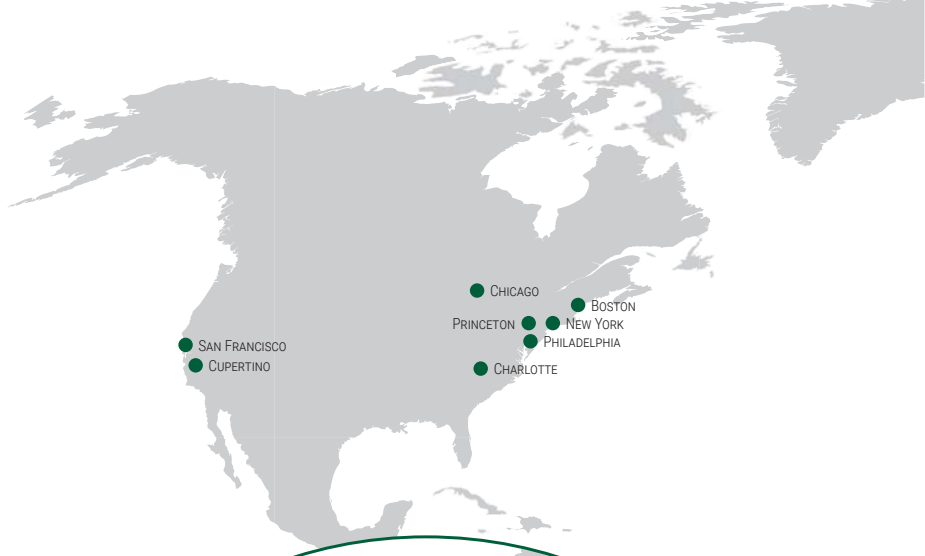 Chicago
Boston
Princeton
New York
Philadelphia
San Francisco
Cupertino
Charlotte